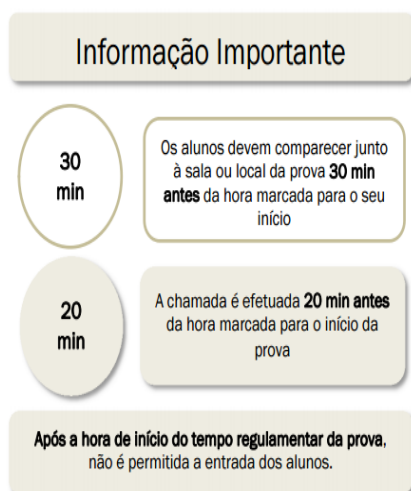 Informação Importante
30
min
Os alunos devem comparecer junto
à sala ou local da prova 30 min
antes da hora marcada para o seu
início
20
min
A chamada é efetuada 20 min antes
da hora marcada para o início da
prova
Após a hora de início do tempo regulamentar da prova,
não é permitida a entrada dos alunos.